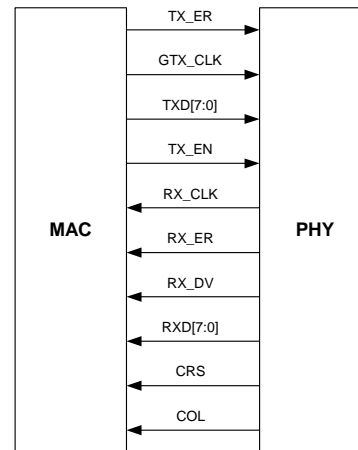 TX_ER
GTX_CLK
TXD[7:0]
TX_EN
RX_CLK
MAC
PHY
RX_ER
RX_DV
RXD[7:0]
CRS
COL